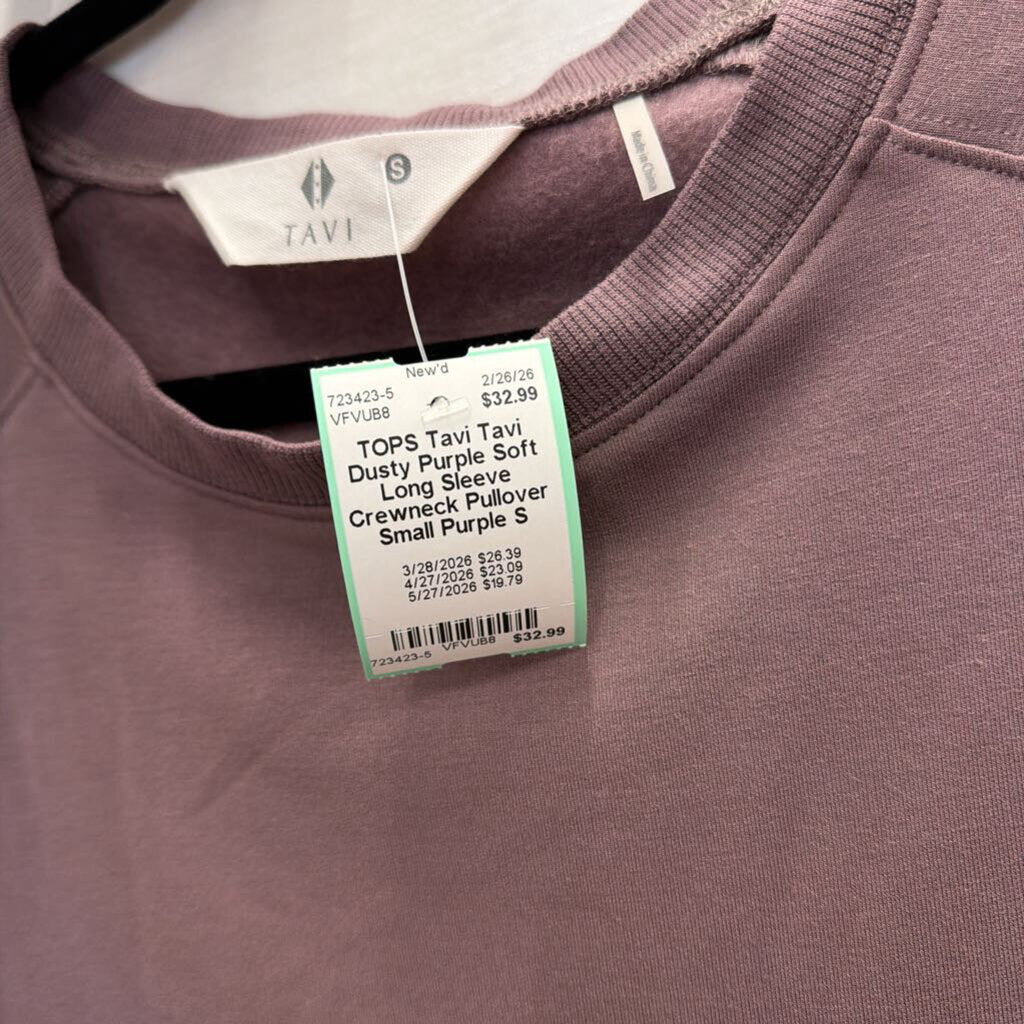 TAVI
S
Made in China
New'd
723423-5 2/26/26
VFVUB8 $32.99
TOPS Tavi Tavi
Dusty Purple Soft
Long Sleeve
Crewneck Pullover
Small Purple S
3/28/2026 $26.39
4/27/2026 $23.09
5/27/2026 $19.79
723423-5 VFVUB8 $32.99